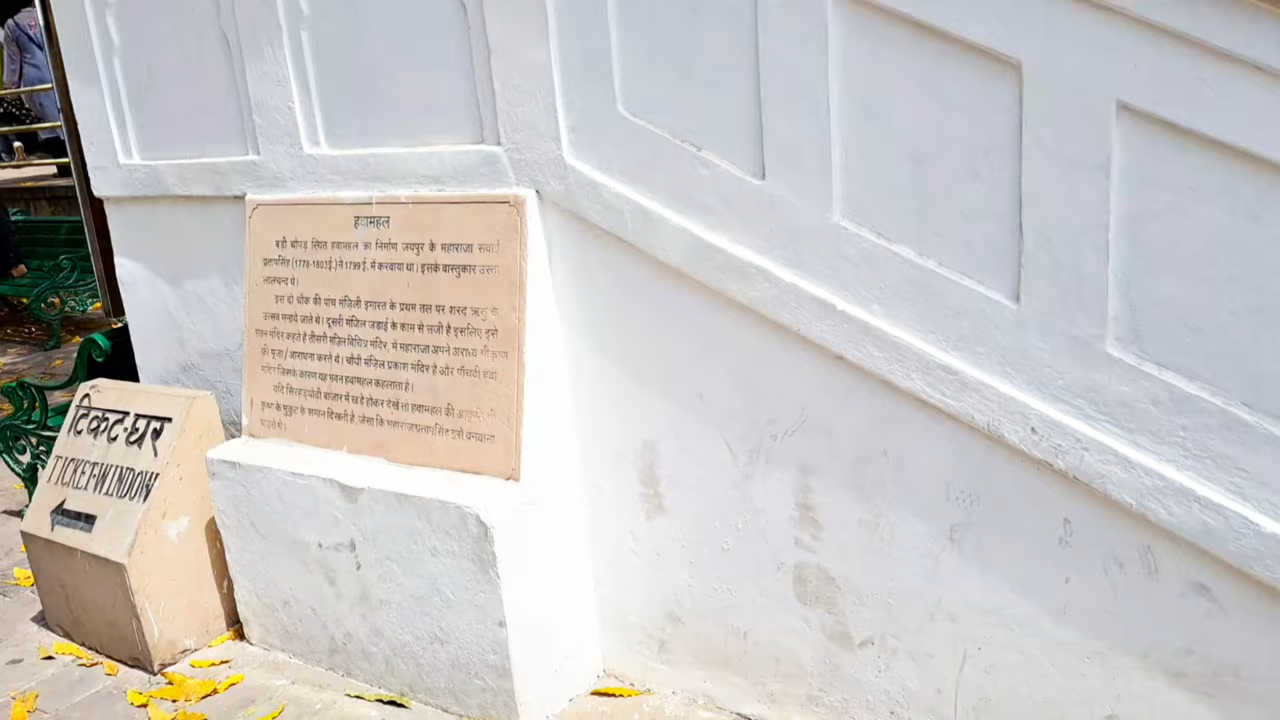 हवामहल
बड़ी चौपड़ स्थित हवामहल का निर्माण जयपुर के महाराजा सवाई
प्रतापसिंह (1778-1803ई.) ने 1799 ई. में करवाया था। इसके वास्तुकार उस्ता
लालचन्द थे।
इस दो चौक की पांच मंज़िली इमारत के प्रथम तल पर शरद ऋतु के
उत्सव मनाये जाते थे। दूसरी मंजिल जडाई के काम से सजी है इसलिए इसे
रतन मंदिर कहते हैं तीसरी मंज़िल विचित्र मंदिर, में महाराजा अपने अराध्य श्रीकृष्ण
की पूजा/आराधना करते थे। चौथी मंज़िल प्रकाश मंदिर है और पाँचवी हवा
मंदिर जिसके कारण यह भवन हवामहल कहलाता है।
यदि सिरहड्योढी बाजार में खड़े होकर देखें तो हवामहल की आकृति श्री
कृष्ण के मुकुट के समान दिखती है, जैसा कि महाराज प्रतापसिंह इसे बनवाना
चाहते थे।
टिकट-घर
TICKET-WINDOW